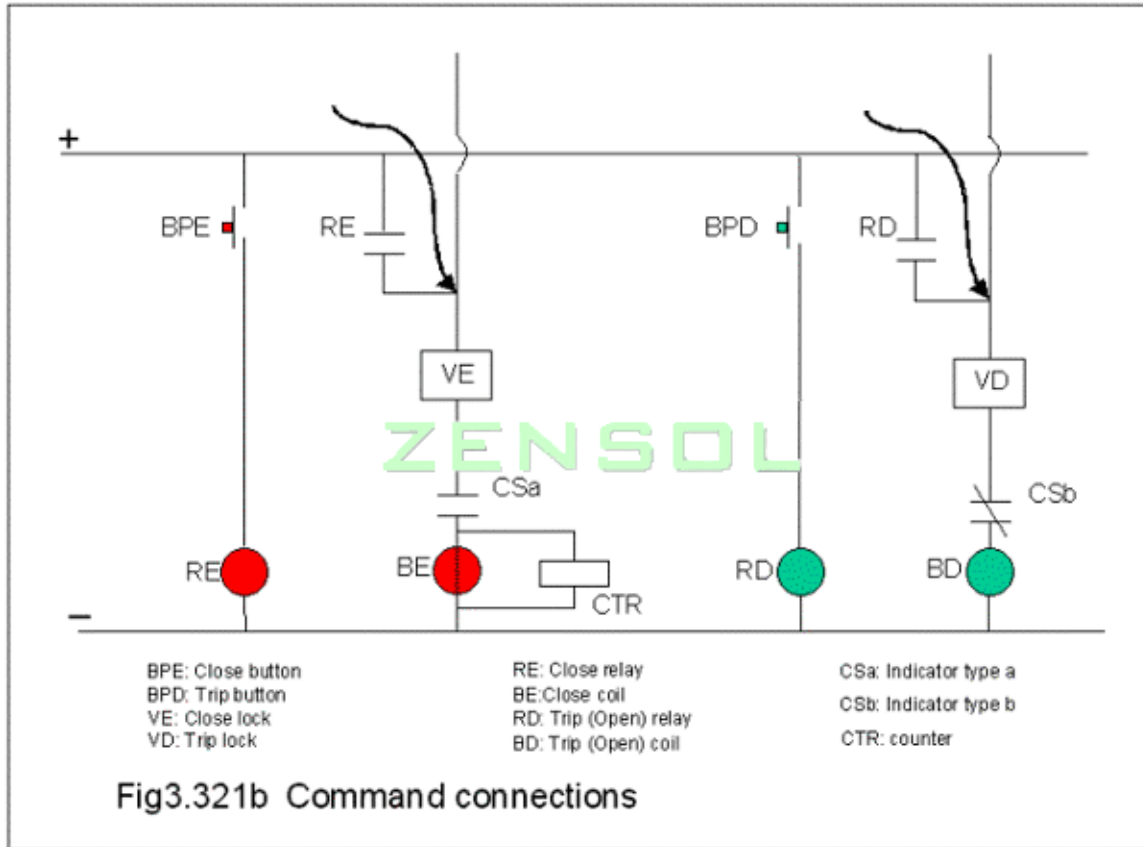 +
BPE
RE
BPD
RD
VE
VD
ZENSOL
CSa
CSb
RE
BE
CTR
RD
BD
−
BPE: Close button
BPD: Trip button
VE: Close lock
VD: Trip lock
RE: Close relay
BE:Close coil
RD: Trip (Open) relay
BD: Trip (Open) coil
CSa: Indicator type a
CSb: Indicator type b
CTR: counter
Fig3.321b Command connections